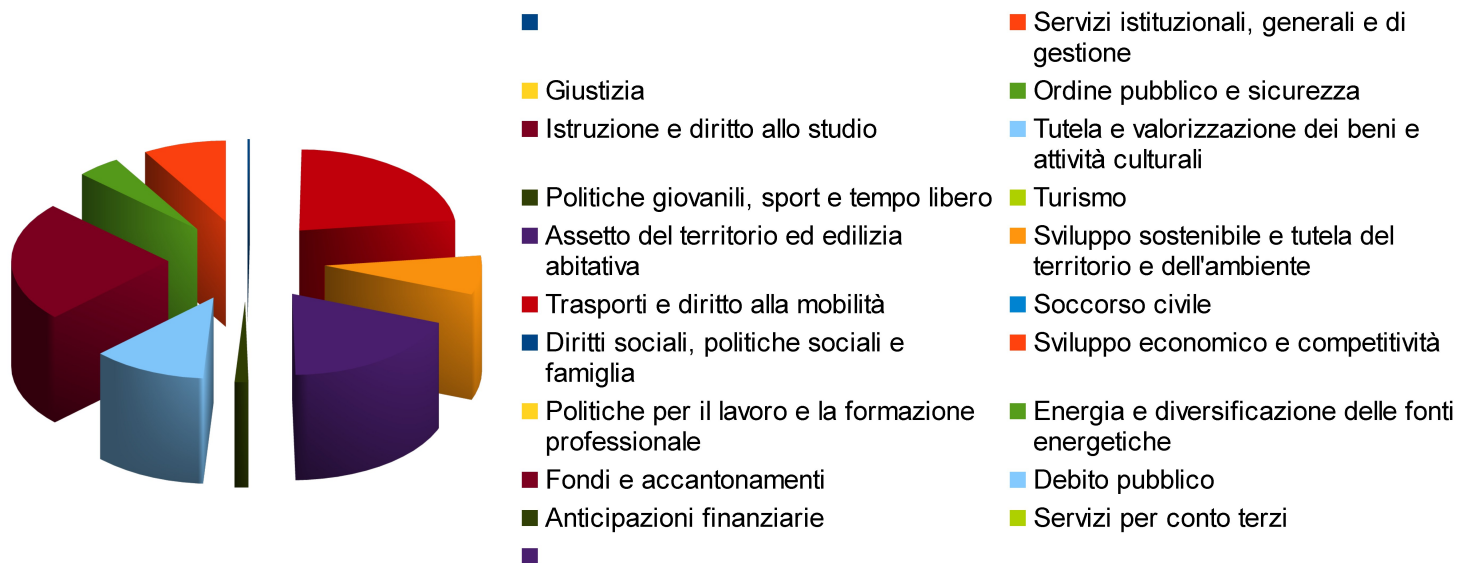 Servizi istituzionali, generali e di
gestione
Giustizia
Ordine pubblico e sicurezza
Istruzione e diritto allo studio
Tutela e valorizzazione dei beni e
attività culturali
Politiche giovanili, sport e tempo libero
Turismo
Assetto del territorio ed edilizia
abitativa
Sviluppo sostenibile e tutela del
territorio e dell'ambiente
Trasporti e diritto alla mobilità
Soccorso civile
Diritti sociali, politiche sociali e
famiglia
Sviluppo economico e competitività
Politiche per il lavoro e la formazione
professionale
Energia e diversificazione delle fonti
energetiche
Fondi e accantonamenti
Debito pubblico
Anticipazioni finanziarie
Servizi per conto terzi